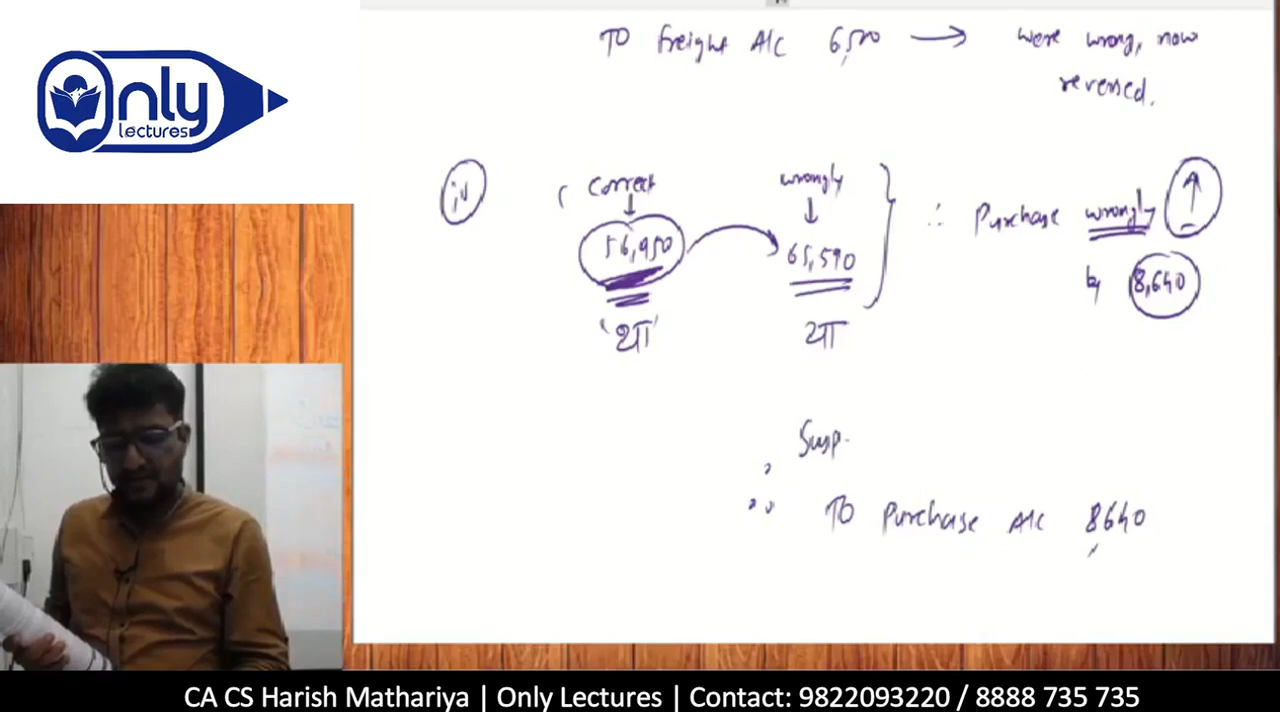 Only
Lectures
TO Freight A/c 6,500 → were wrong, now
reversed.
iv
( correct
↓
56,950
'था'
wrongly
↓
65,590
था
∴ Purchase wrongly ↑
by 8,640
Susp.
∴ TO Purchase A/c 8640
CA CS Harish Mathariya | Only Lectures | Contact: 9822093220 / 8888 735 735